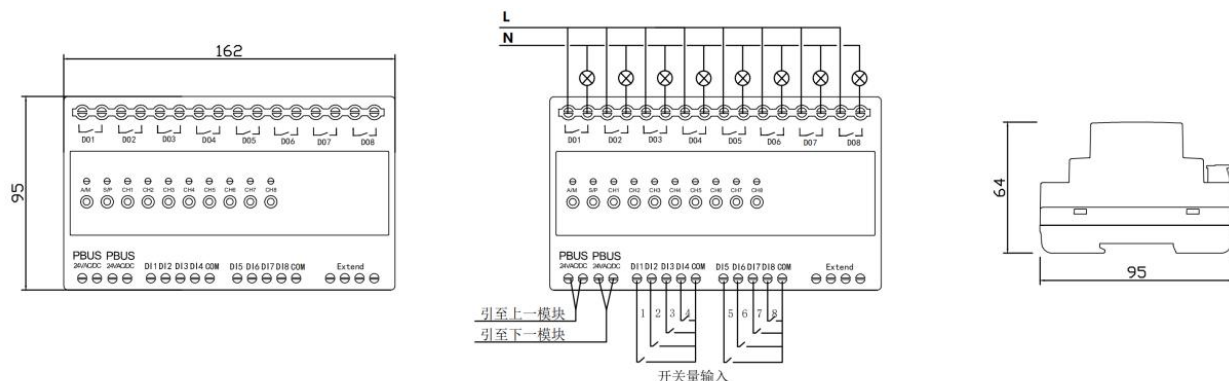 162
95
DO1 DO2 DO3 DO4 DO5 DO6 DO7 DO8
A/M S/P CH1 CH2 CH3 CH4 CH5 CH6 CH7 CH8
PBUS PBUS
24VAC/DC 24VAC/DC DI1 DI2 DI3 DI4 COM DI5 DI6 DI7 DI8 COM Extend
L
N
DO1 DO2 DO3 DO4 DO5 DO6 DO7 DO8
A/M S/P CH1 CH2 CH3 CH4 CH5 CH6 CH7 CH8
PBUS PBUS
24VAC/DC 24VAC/DC DI1 DI2 DI3 DI4 COM DI5 DI6 DI7 DI8 COM Extend
引至上一模块 1 2 3 4 5 6 7 8
引至下一模块
开关量输入
64
95